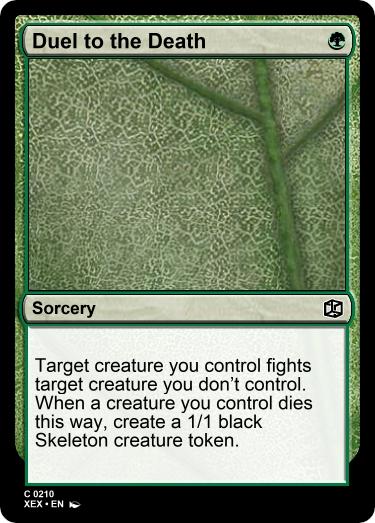 Duel to the Death
Sorcery
Target creature you control fights
target creature you don't control.
When a creature you control dies
this way, create a 1/1 black
Skeleton creature token.
C 0210
XEX • EN